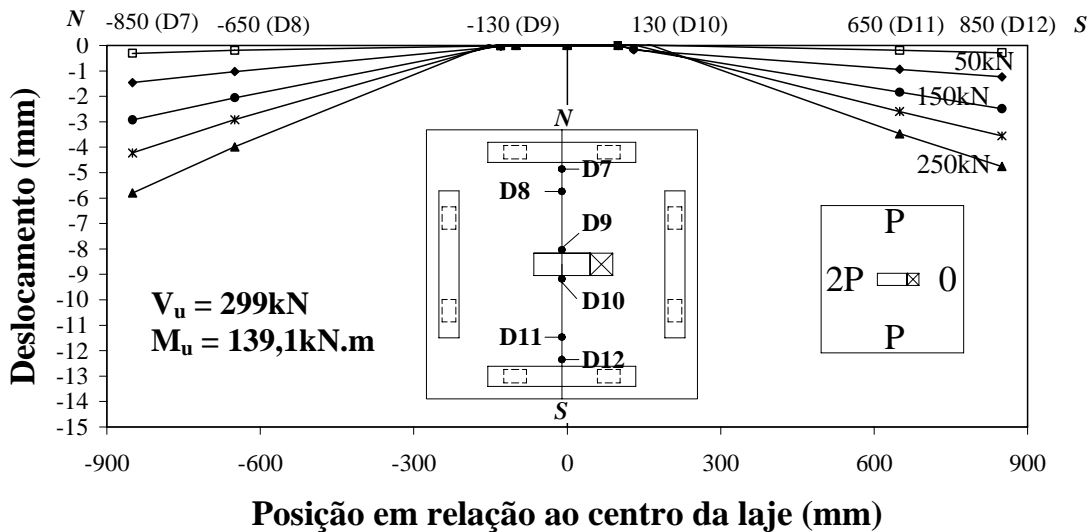 N -850 (D7) -650 (D8) -130 (D9) 130 (D10) 650 (D11) 850 (D12) S
Deslocamento (mm)
0
-1
-2
-3
-4
-5
-6
-7
-8
-9
-10
-11
-12
-13
-14
-15
50kN
150kN
250kN
N
D7
D8
D9
D10
D11
D12
S
P
2P 0
P
Vu = 299kN
Mu = 139,1kN.m
-900 -600 -300 0 300 600 900
Posição em relação ao centro da laje (mm)